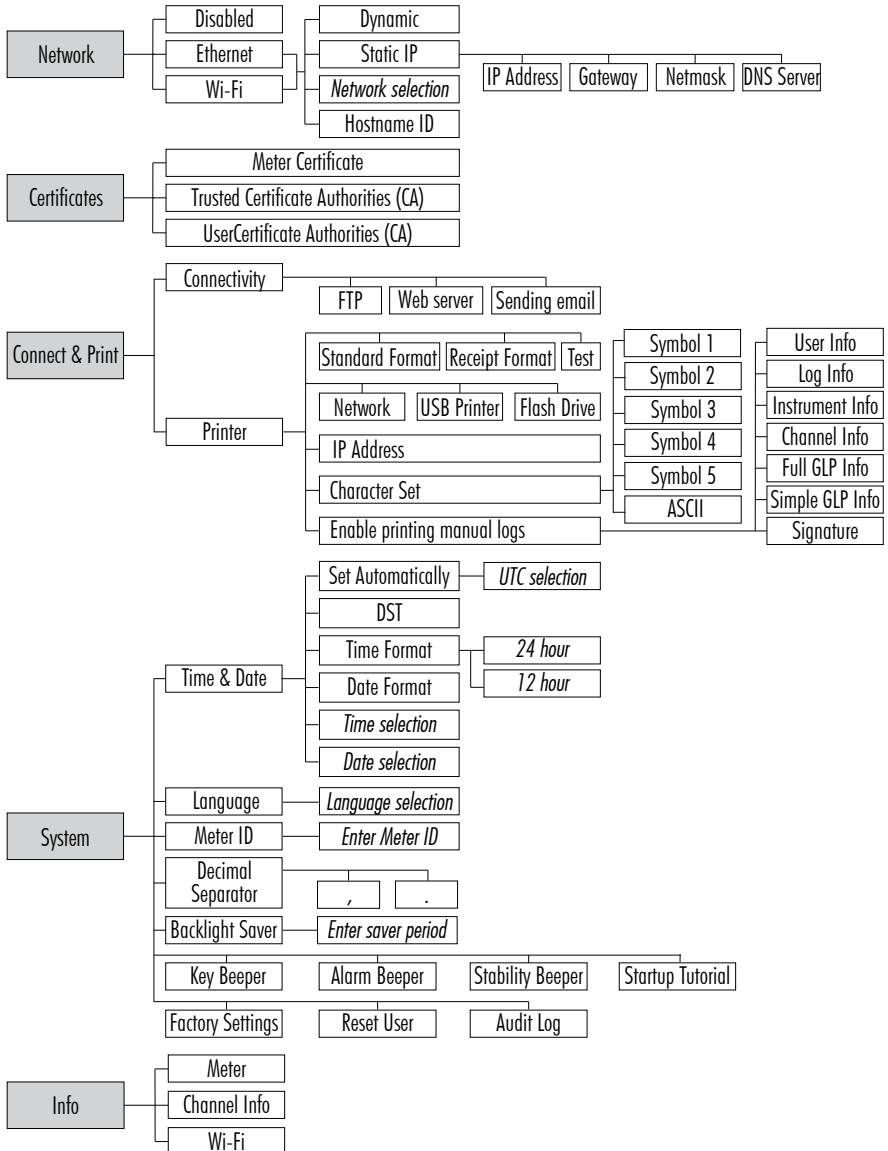 Network
Disabled
Ethernet
Wi-Fi
Dynamic
Static IP
Network selection
Hostname ID
IP Address
Gateway
Netmask
DNS Server
Certificates
Meter Certificate
Trusted Certificate Authorities (CA)
UserCertificate Authorities (CA)
Connect & Print
Connectivity
FTP
Web server
Sending email
Printer
Standard Format
Receipt Format
Test
Network
USB Printer
Flash Drive
IP Address
Character Set
Enable printing manual logs
Symbol 1
Symbol 2
Symbol 3
Symbol 4
Symbol 5
ASCII
User Info
Log Info
Instrument Info
Channel Info
Full GLP Info
Simple GLP Info
Signature
System
Time & Date
Set Automatically
UTC selection
DST
Time Format
24 hour
12 hour
Date Format
Time selection
Date selection
Language
Language selection
Meter ID
Enter Meter ID
Decimal
Separator
,
.
Backlight Saver
Enter saver period
Key Beeper
Alarm Beeper
Stability Beeper
Startup Tutorial
Factory Settings
Reset User
Audit Log
Info
Meter
Channel Info
Wi-Fi